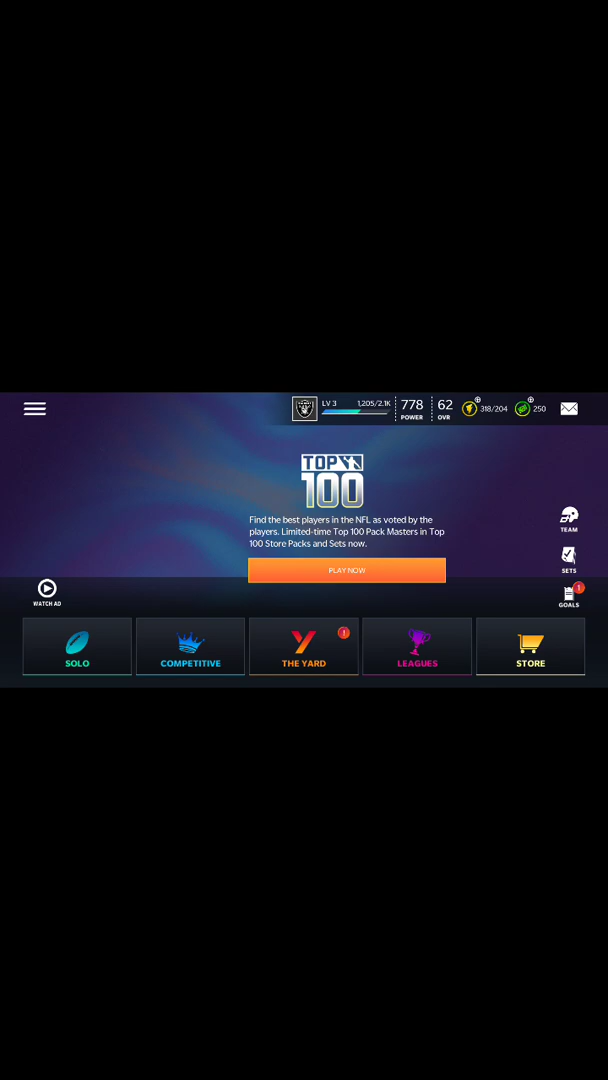 LV 3 1,205/2.1K 778 62 318/204 250
POWER OVR
TOP
100
Find the best players in the NFL as voted by the
players. Limited-time Top 100 Pack Masters in Top
100 Store Packs and Sets now.
PLAY NOW
TEAM
SETS
1
GOALS
WATCH AD
SOLO
COMPETITIVE
!
THE YARD
LEAGUES
STORE